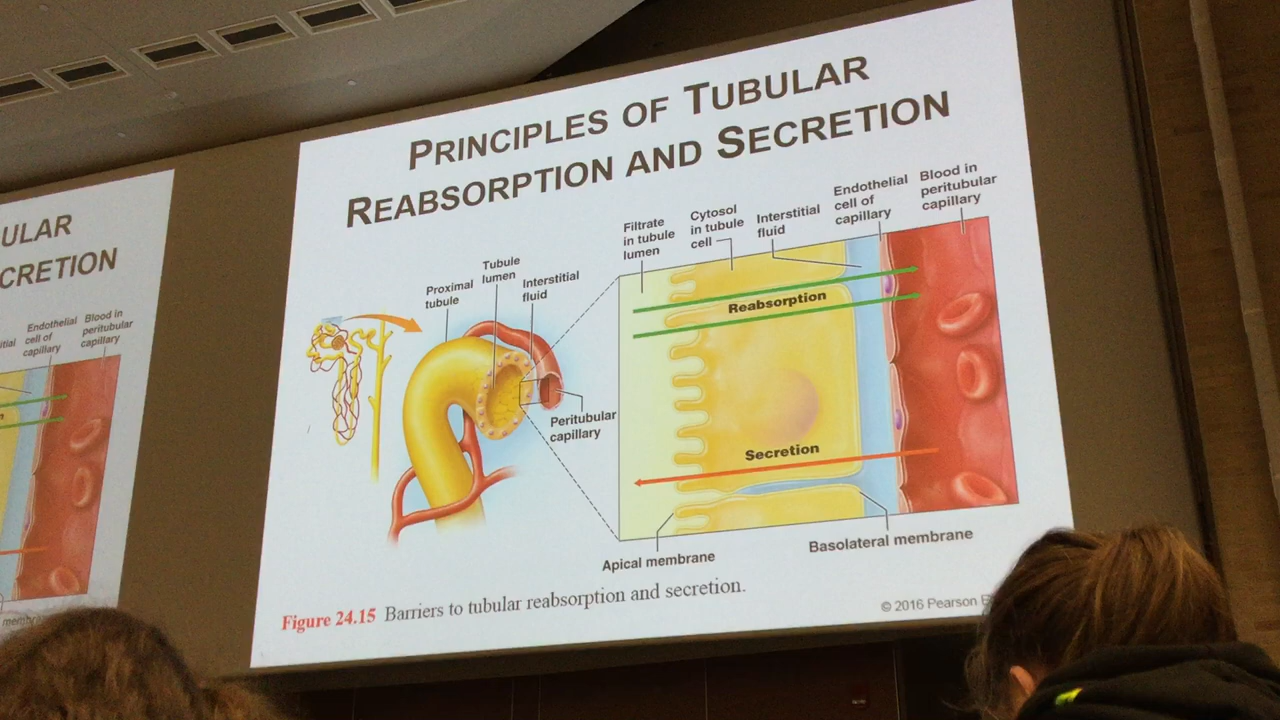 PRINCIPLES OF TUBULAR
REABSORPTION AND SECRETION
Proximal
tubule
Tubule
lumen
Interstitial
fluid
Peritubular
capillary
Filtrate
in tubule
lumen
Cytosol
in tubule
cell
Interstitial
fluid
Endothelial
cell of
capillary
Blood in
peritubular
capillary
Reabsorption
Secretion
Apical membrane
Basolateral membrane
Figure 24.15 Barriers to tubular reabsorption and secretion.
© 2016 Pearson E
ULAR
CRETION
itial
Endothelial
cell of
capillary
Blood in
peritubular
capillary
n